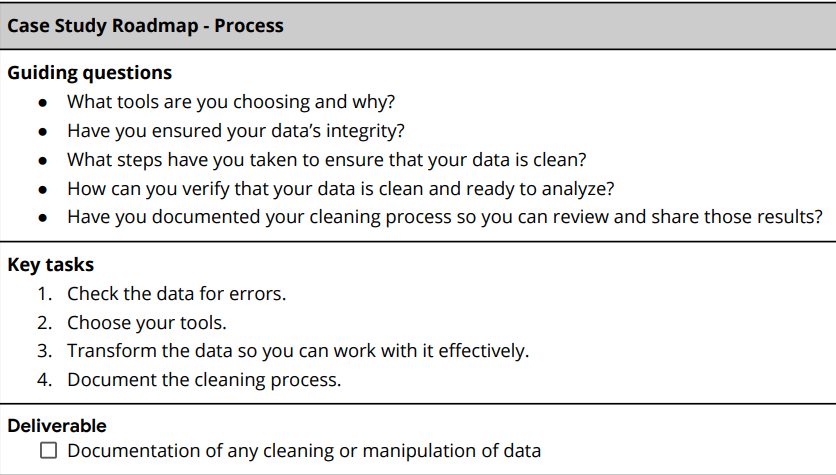 Case Study Roadmap - Process
Guiding questions
● What tools are you choosing and why?
● Have you ensured your data’s integrity?
● What steps have you taken to ensure that your data is clean?
● How can you verify that your data is clean and ready to analyze?
● Have you documented your cleaning process so you can review and share those results?
Key tasks
1. Check the data for errors.
2. Choose your tools.
3. Transform the data so you can work with it effectively.
4. Document the cleaning process.
Deliverable
☐ Documentation of any cleaning or manipulation of data